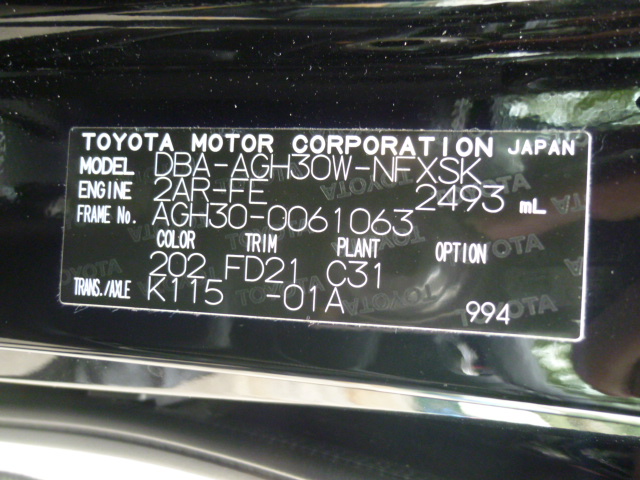 TOYOTA MOTOR CORPORATION JAPAN
MODEL DBA-AGH30W-NFXSK
ENGINE 2AR-FE 2493 mL
FRAME No. AGH30-0061063
COLOR TRIM PLANT OPTION
202 FD21 C31
TRANS./AXLE K115 -01A
994